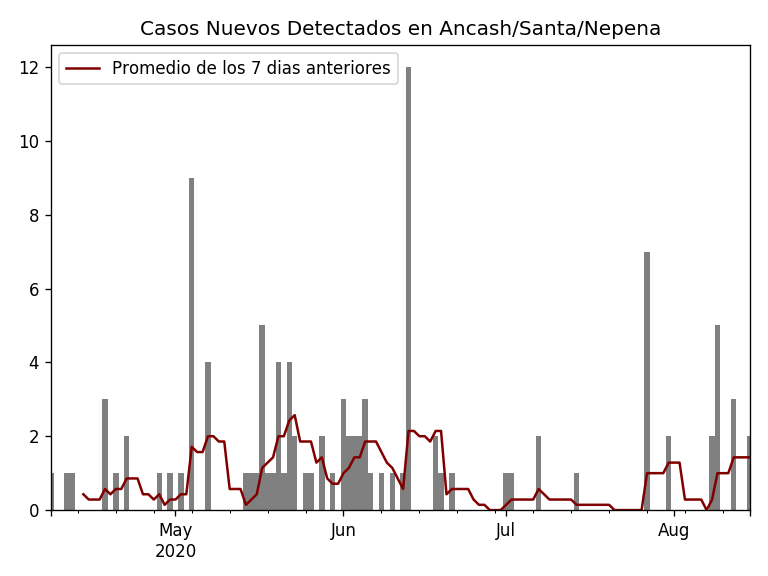 Casos Nuevos Detectados en Ancash/Santa/Nepena
Promedio de los 7 dias anteriores
12
10
8
6
4
2
0
May
2020
Jun
Jul
Aug